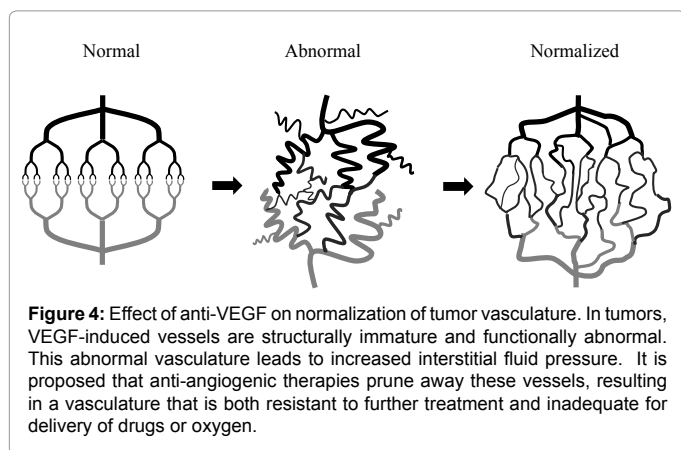 Normal Abnormal Normalized
Figure 4: Effect of anti-VEGF on normalization of tumor vasculature. In tumors,
VEGF-induced vessels are structurally immature and functionally abnormal.
This abnormal vasculature leads to increased interstitial fluid pressure. It is
proposed that anti-angiogenic therapies prune away these vessels, resulting
in a vasculature that is both resistant to further treatment and inadequate for
delivery of drugs or oxygen.